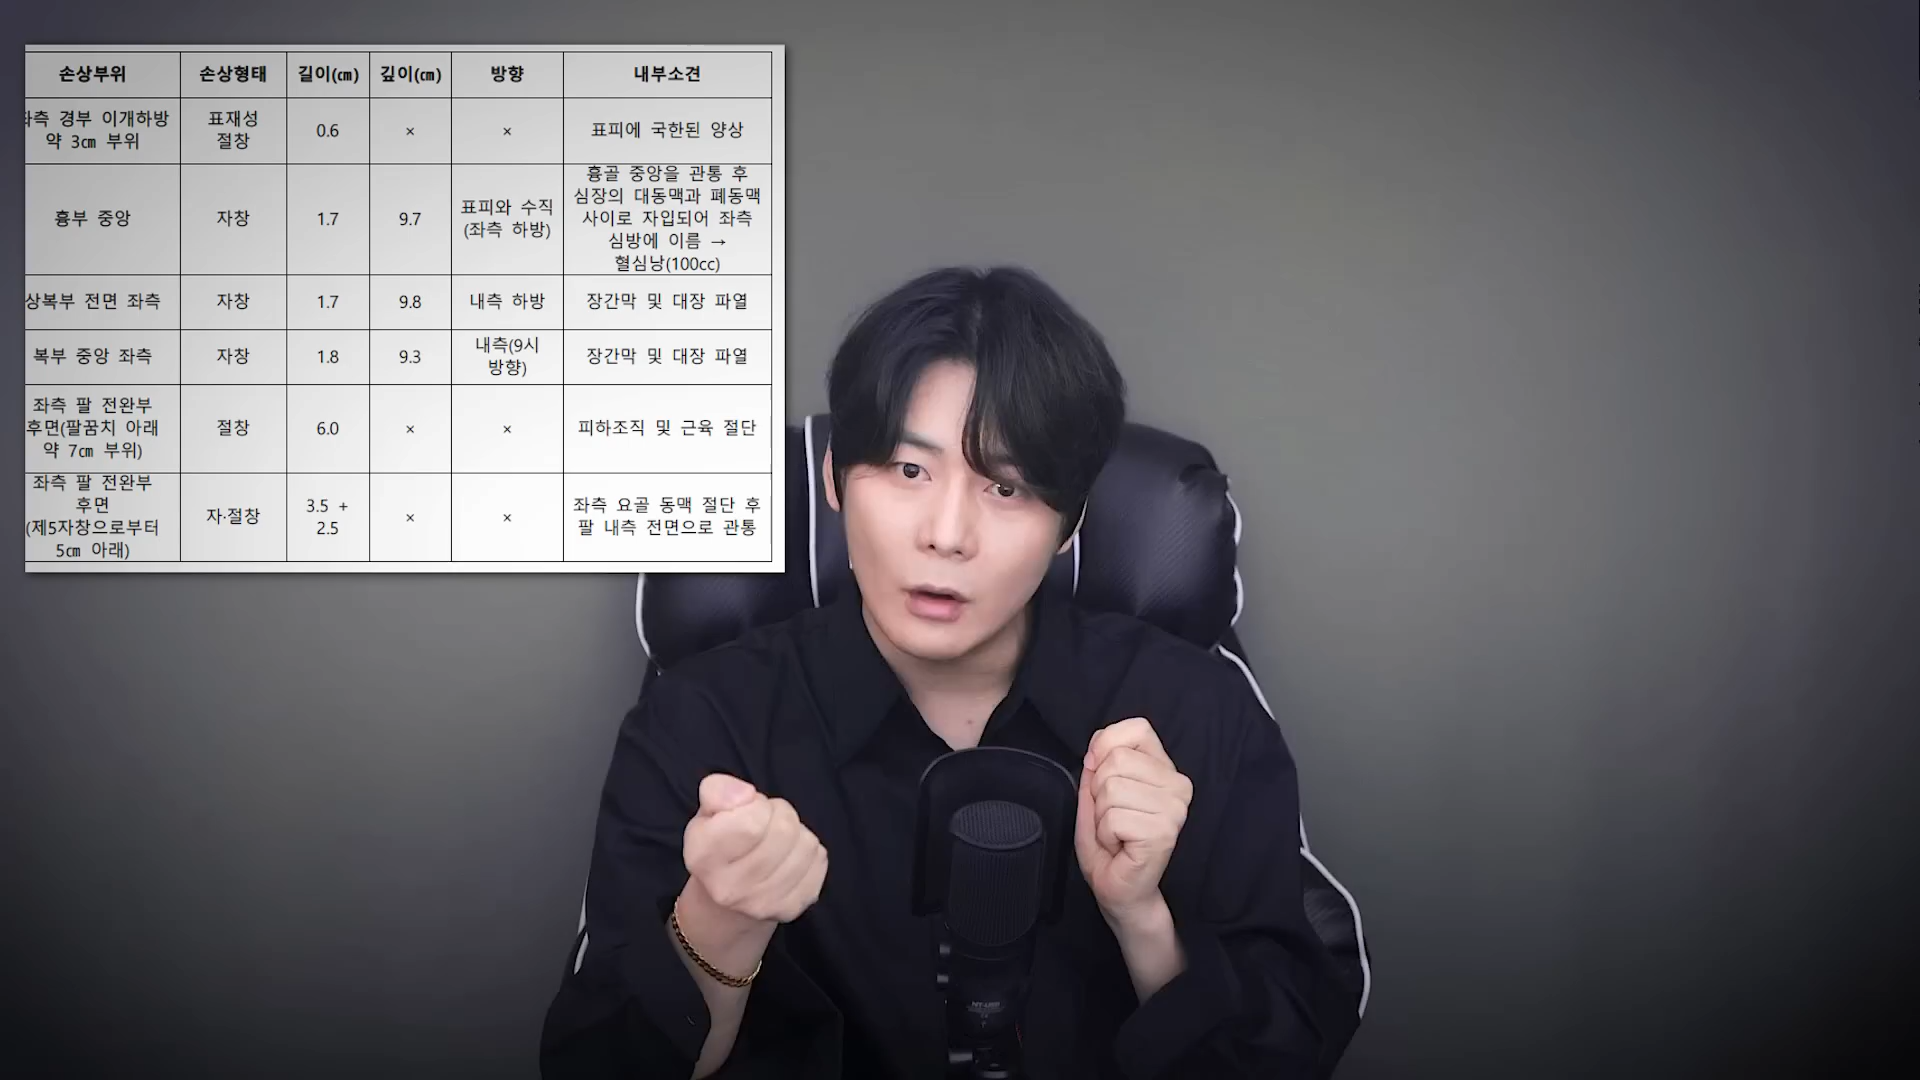 손상부위 손상형태 길이(㎝) 깊이(㎝) 방향 내부소견
경부 이개하방
약 3㎝ 부위
표재성
절창
0.6
×
×
표피에 국한된 양상
흉부 중앙
자창
1.7
9.7
표피와 수직
(좌측 하방)
흉골 중앙을 관통 후
심장의 대동맥과 폐동맥
사이로 자입되어 좌측
심방에 이름 →
혈심낭(100cc)
상복부 전면 좌측
자창
1.7
9.8
내측 하방
장간막 및 대장 파열
복부 중앙 좌측
자창
1.8
9.3
내측(9시
방향)
장간막 및 대장 파열
좌측 팔 전완부
후면(팔꿈치 아래
약 7㎝ 부위)
절창
6.0
×
×
피하조직 및 근육 절단
좌측 팔 전완부
후면
(제5자창으로부터
5㎝ 아래)
자·절창
3.5 +
2.5
×
×
좌측 요골 동맥 절단 후
팔 내측 전면으로 관통